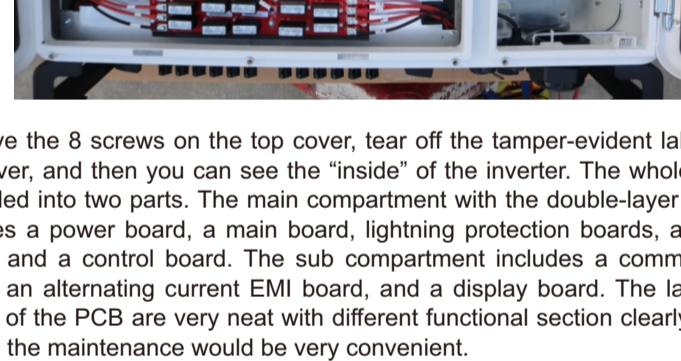 ve the 8 screws on the top cover, tear off the tamper-evident la
ver, and then you can see the “inside” of the inverter. The whol
led into two parts. The main compartment with the double-layer
es a power board, a main board, lightning protection boards, a
and a control board. The sub compartment includes a comm
an alternating current EMI board, and a display board. The la
of the PCB are very neat with different functional section clearly
the maintenance would be very convenient.